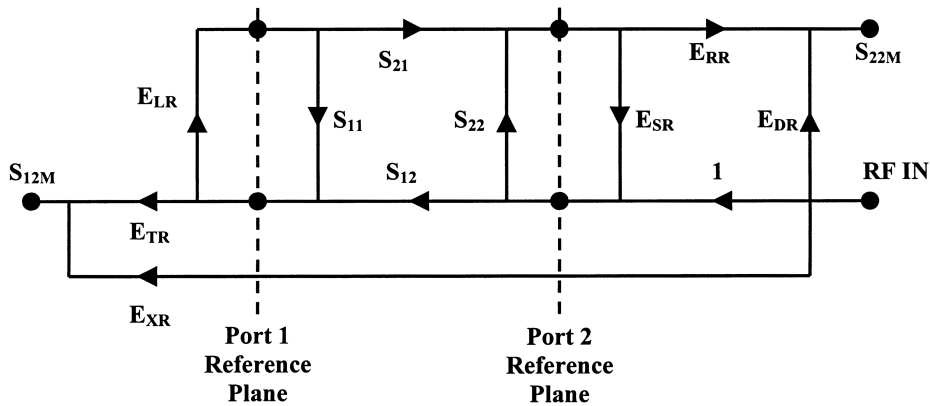 S21
ERR
S22M
ELR
S11
S22
ESR
EDR
S12M
S12
1
RF IN
ETR
EXR
Port 1
Reference
Plane
Port 2
Reference
Plane